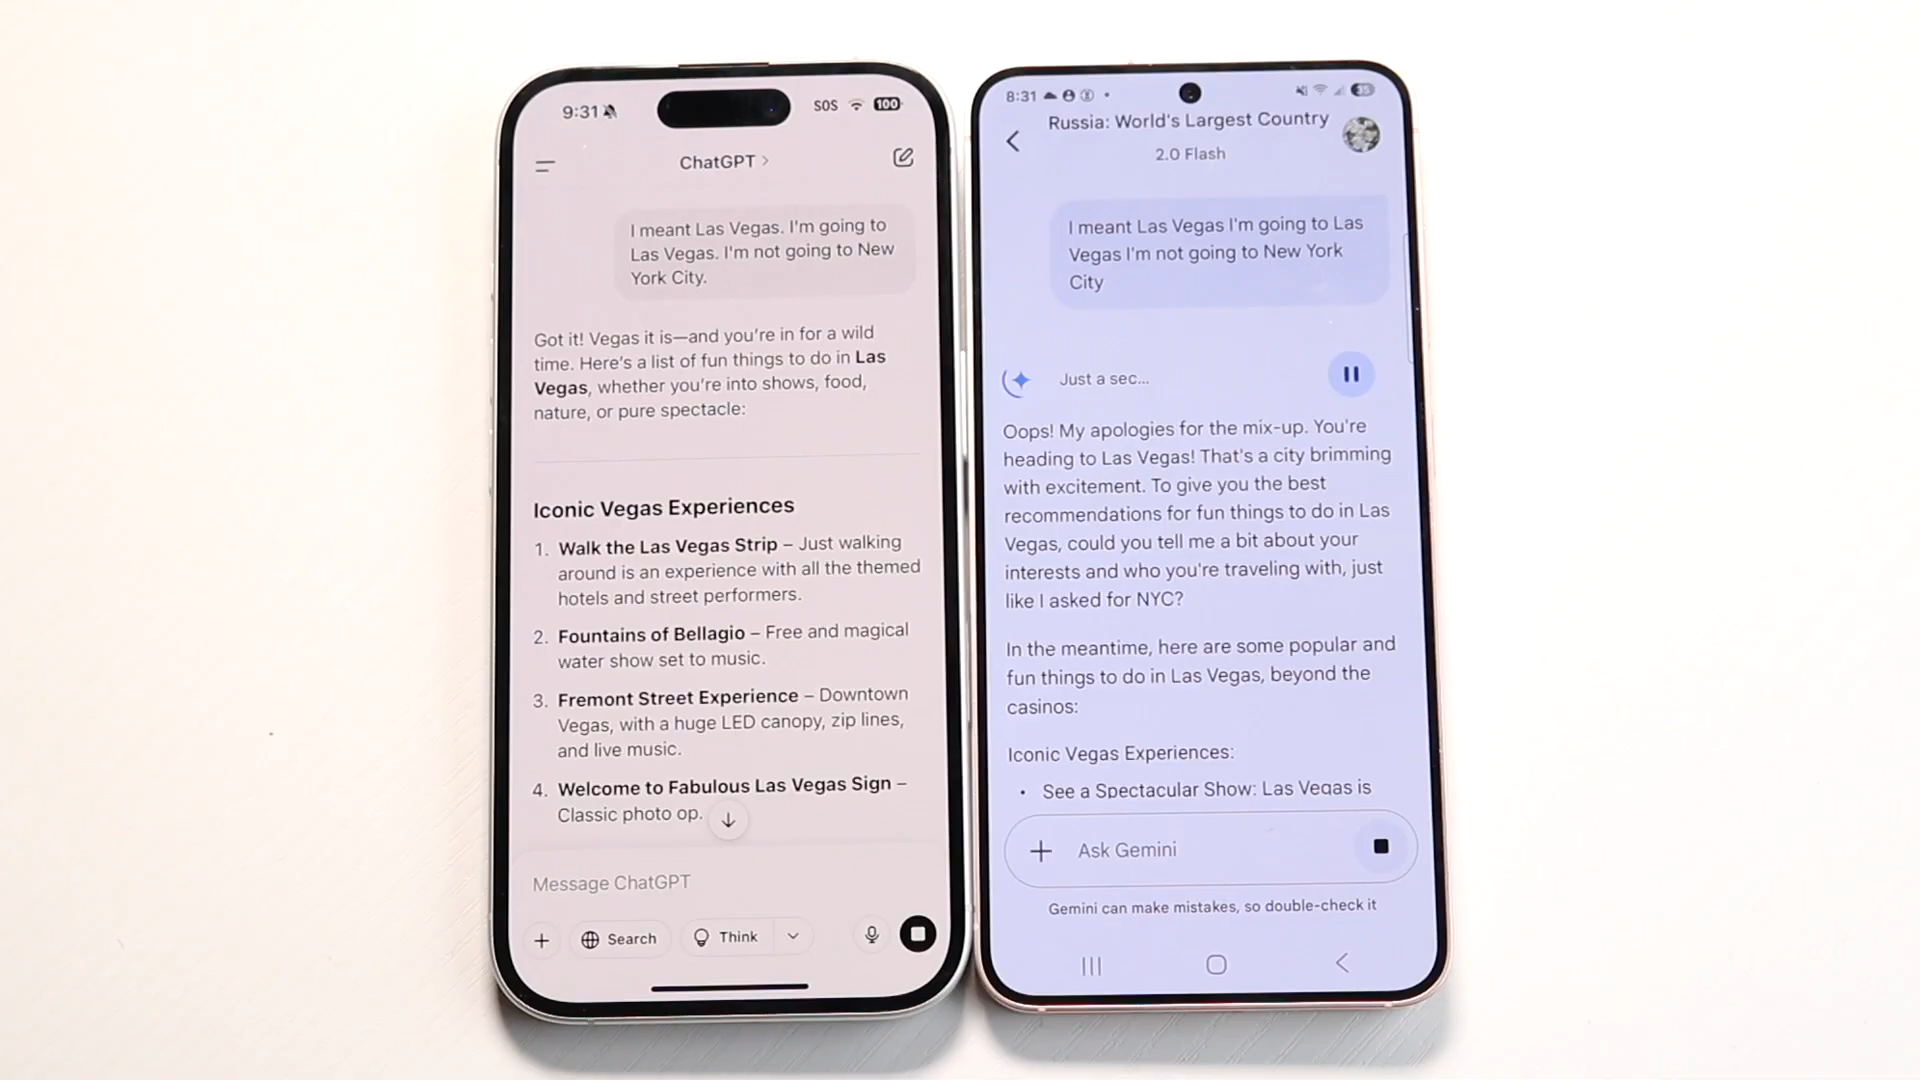 9:31
SOS
100
ChatGPT >
I meant Las Vegas. I'm going to
Las Vegas. I'm not going to New
York City.
Got it! Vegas it is—and you're in for a wild
time. Here's a list of fun things to do in Las
Vegas, whether you're into shows, food,
nature, or pure spectacle:
Iconic Vegas Experiences
1. Walk the Las Vegas Strip – Just walking
around is an experience with all the themed
hotels and street performers.
2. Fountains of Bellagio – Free and magical
water show set to music.
3. Fremont Street Experience – Downtown
Vegas, with a huge LED canopy, zip lines,
and live music.
4. Welcome to Fabulous Las Vegas Sign –
Classic photo op.
Message ChatGPT
Search
Think
8:31
Russia: World's Largest Country
2.0 Flash
I meant Las Vegas I'm going to Las
Vegas I'm not going to New York
City
Just a sec...
Oops! My apologies for the mix-up. You're
heading to Las Vegas! That's a city brimming
with excitement. To give you the best
recommendations for fun things to do in Las
Vegas, could you tell me a bit about your
interests and who you're traveling with, just
like I asked for NYC?
In the meantime, here are some popular and
fun things to do in Las Vegas, beyond the
casinos:
Iconic Vegas Experiences:
• See a Spectacular Show: Las Vegas is
Ask Gemini
Gemini can make mistakes, so double-check it